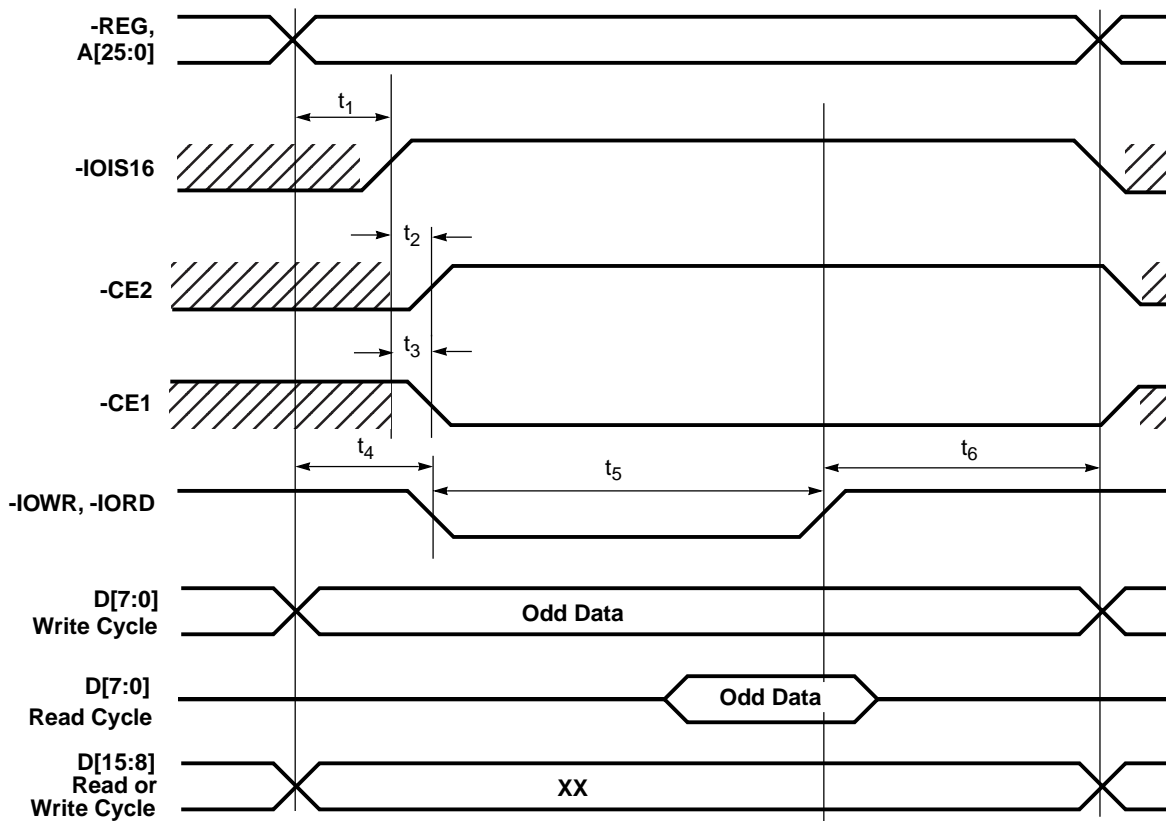 -REG,
A[25:0]
t1
-IOIS16
t2
-CE2
t3
-CE1
t4
t5
t6
-IOWR, -IORD
D[7:0]
Write Cycle
Odd Data
D[7:0]
Read Cycle
Odd Data
D[15:8]
Read or
Write Cycle
XX